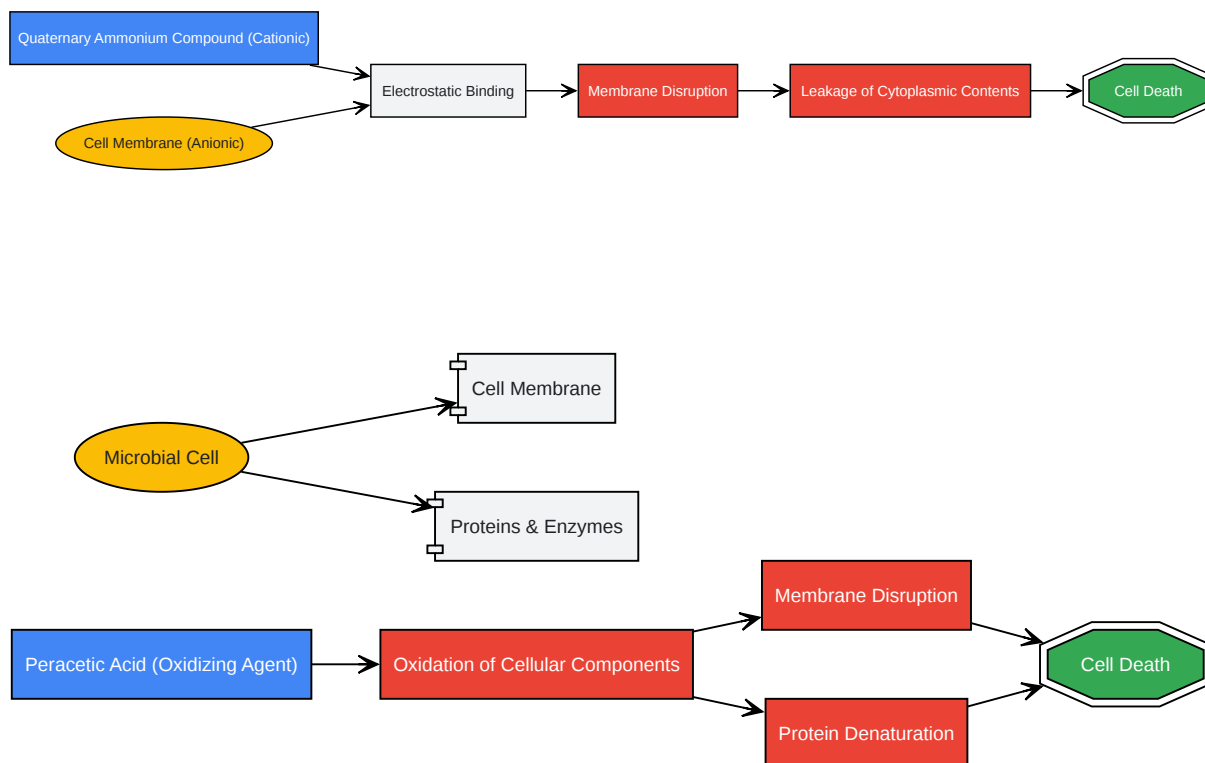 Quaternary Ammonium Compound (Cationic)
Electrostatic Binding
Membrane Disruption
Leakage of Cytoplasmic Contents
Cell Death
Cell Membrane (Anionic)
Cell Membrane
Microbial Cell
Proteins & Enzymes
Membrane Disruption
Peracetic Acid (Oxidizing Agent)
Oxidation of Cellular Components
Cell Death
Protein Denaturation